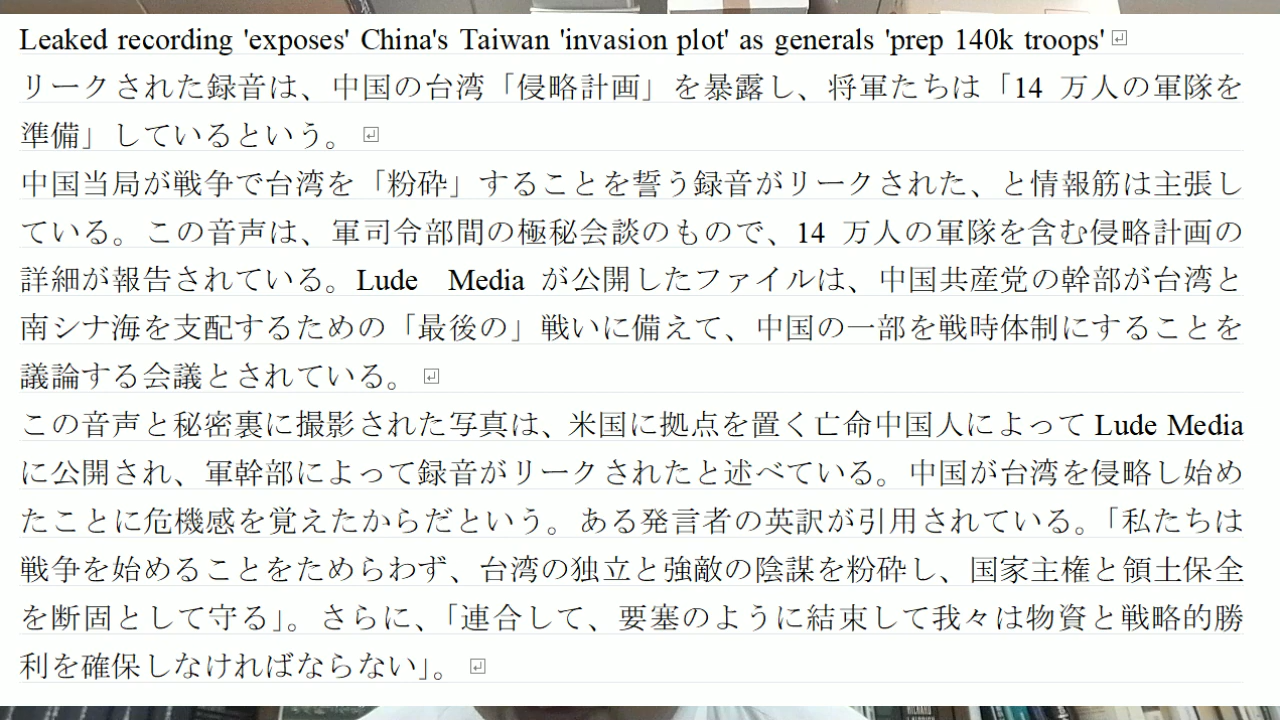 Leaked recording 'exposes' China's Taiwan 'invasion plot' as generals 'prep 140k troops'
リークされた録音は、中国の台湾「侵略計画」を暴露し、将軍たちは「14 万人の軍隊を
準備」しているという。
中国当局が戦争で台湾を「粉砕」することを誓う録音がリークされた、と情報筋は主張し
ている。この音声は、軍司令部間の極秘会談のもので、14 万人の軍隊を含む侵略計画の
詳細が報告されている。Lude Media が公開したファイルは、中国共産党の幹部が台湾と
南シナ海を支配するための「最後の」戦いに備えて、中国の一部を戦時体制にすることを
議論する会議とされている。
この音声と秘密裏に撮影された写真は、米国に拠点を置く亡命中国人によって Lude Media
に公開され、軍幹部によって録音がリークされたと述べている。中国が台湾を侵略し始め
たことに危機感を覚えたからだという。ある発言者の英訳が引用されている。「私たちは
戦争を始めることをためらわず、台湾の独立と強敵の陰謀を粉砕し、国家主権と領土保全
を断固として守る」。さらに、「連合して、要塞のように結束して我々は物資と戦略的勝
利を確保しなければならない」。